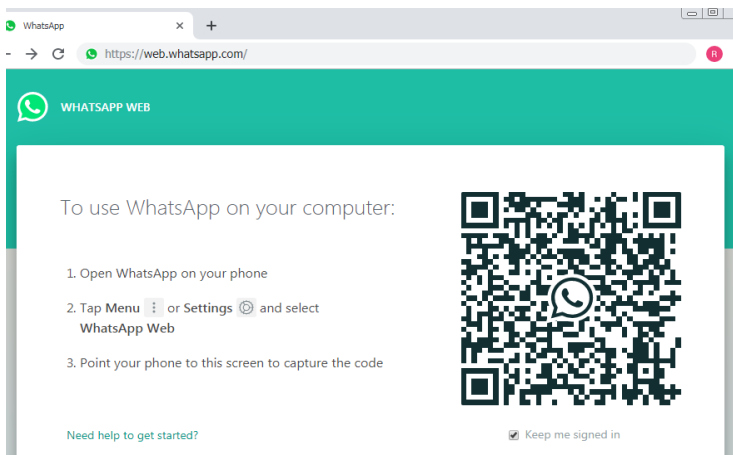 WhatsApp
https://web.whatsapp.com/
R
WHATSAPP WEB
To use WhatsApp on your computer:
1. Open WhatsApp on your phone
2. Tap Menu or Settings and select
WhatsApp Web
3. Point your phone to this screen to capture the code
Need help to get started?
Keep me signed in